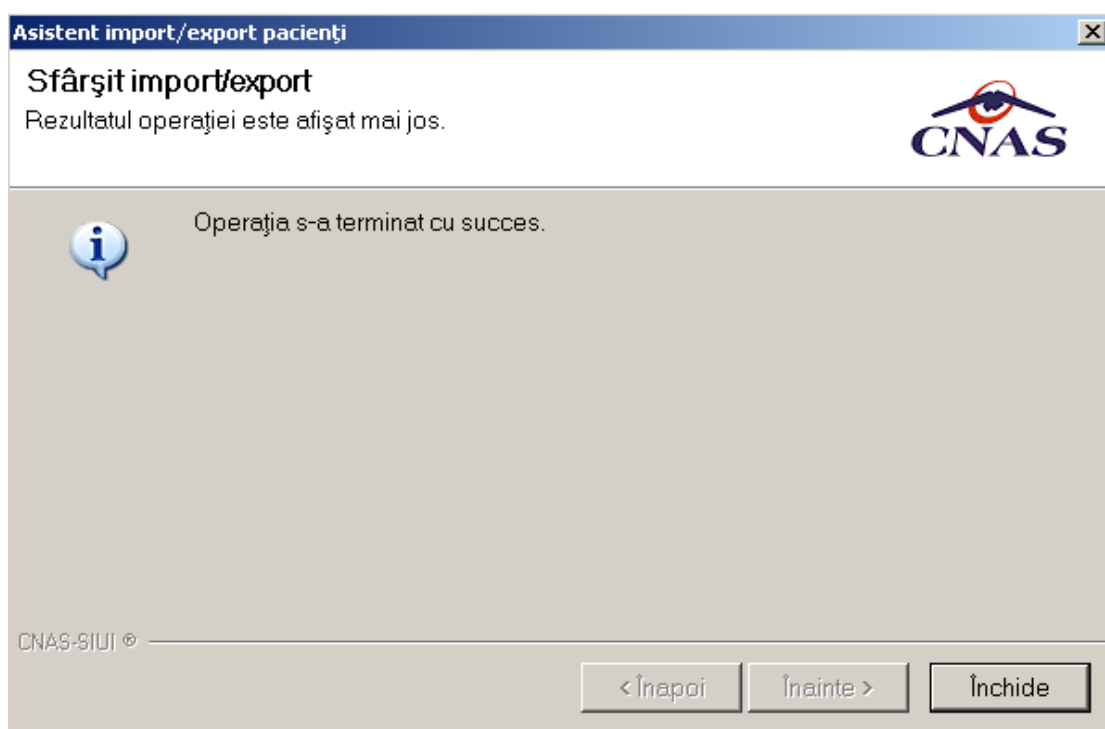 Asistent import/export pacienţi
Sfârşit import/export
Rezultatul operaţiei este afişat mai jos.
CNAS
Operaţia s-a terminat cu succes.
CNAS-SIUI ®
< Înapoi
Înainte >
Închide